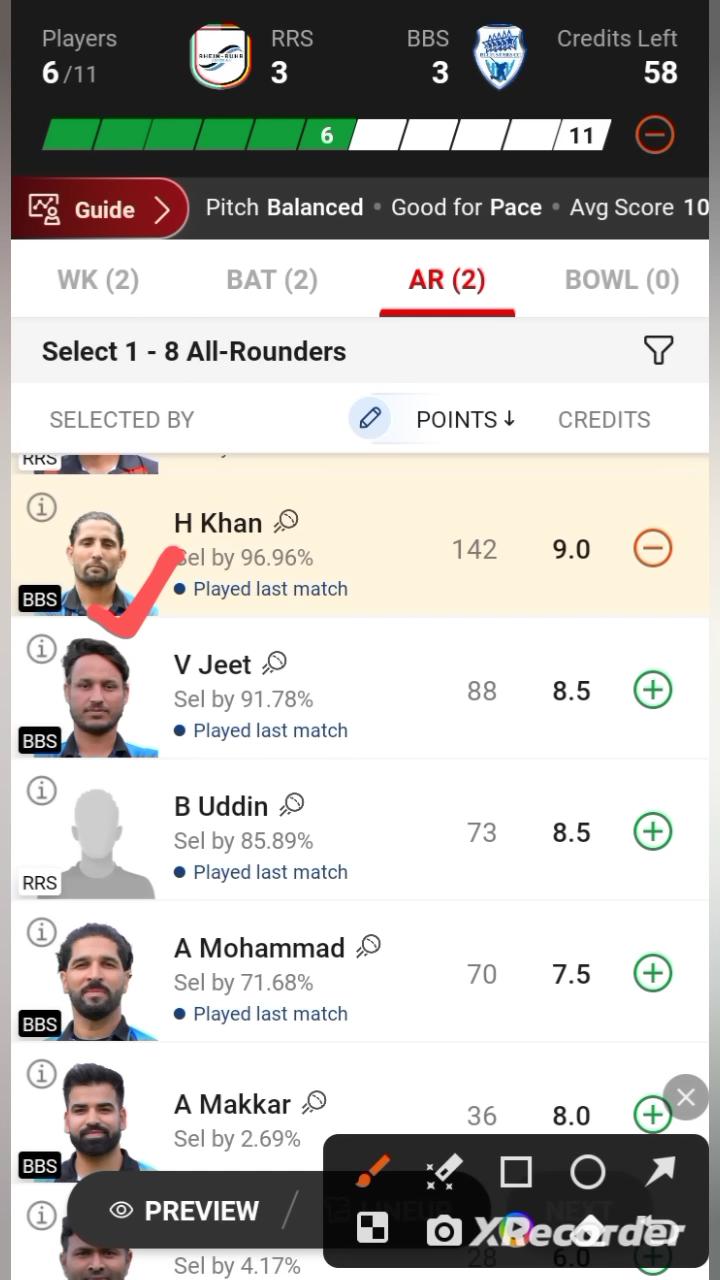 Players RRS BBS Credits Left
6/11 3 3 58
RHEIN-RUHR
6 11
Guide Pitch Balanced • Good for Pace • Avg Score 10
WK (2) BAT (2) AR (2) BOWL (0)
Select 1 - 8 All-Rounders
SELECTED BY POINTS↓ CREDITS
RRS
H Khan
Sel by 96.96% 142 9.0
BBS • Played last match
V Jeet
Sel by 91.78% 88 8.5
BBS • Played last match
B Uddin
Sel by 85.89% 73 8.5
RRS • Played last match
A Mohammad
Sel by 71.68% 70 7.5
BBS • Played last match
A Makkar
Sel by 2.69% 36 8.0
BBS
PREVIEW / LINEUP NEXT
XRecorder
Sel by 4.17% 28 6.0